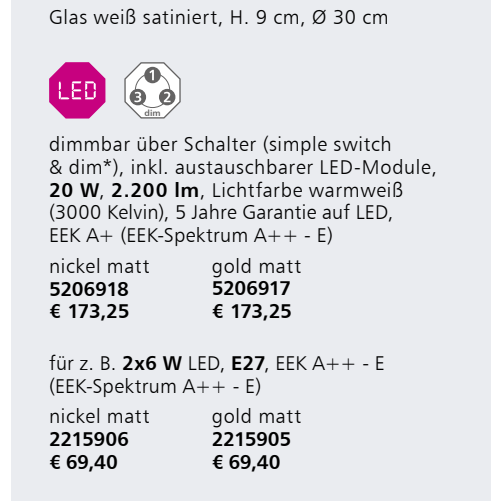 Glas weiß satiniert, H. 9 cm, Ø 30 cm
LED 1 3 2 dim
dimmbar über Schalter (simple switch
& dim*), inkl. austauschbarer LED-Module,
20 W, 2.200 lm, Lichtfarbe warmweiß
(3000 Kelvin), 5 Jahre Garantie auf LED,
EEK A+ (EEK-Spektrum A++ - E)
nickel matt gold matt
5206918 5206917
€ 173,25 € 173,25
für z. B. 2x6 W LED, E27, EEK A++ - E
(EEK-Spektrum A++ - E)
nickel matt gold matt
2215906 2215905
€ 69,40 € 69,40